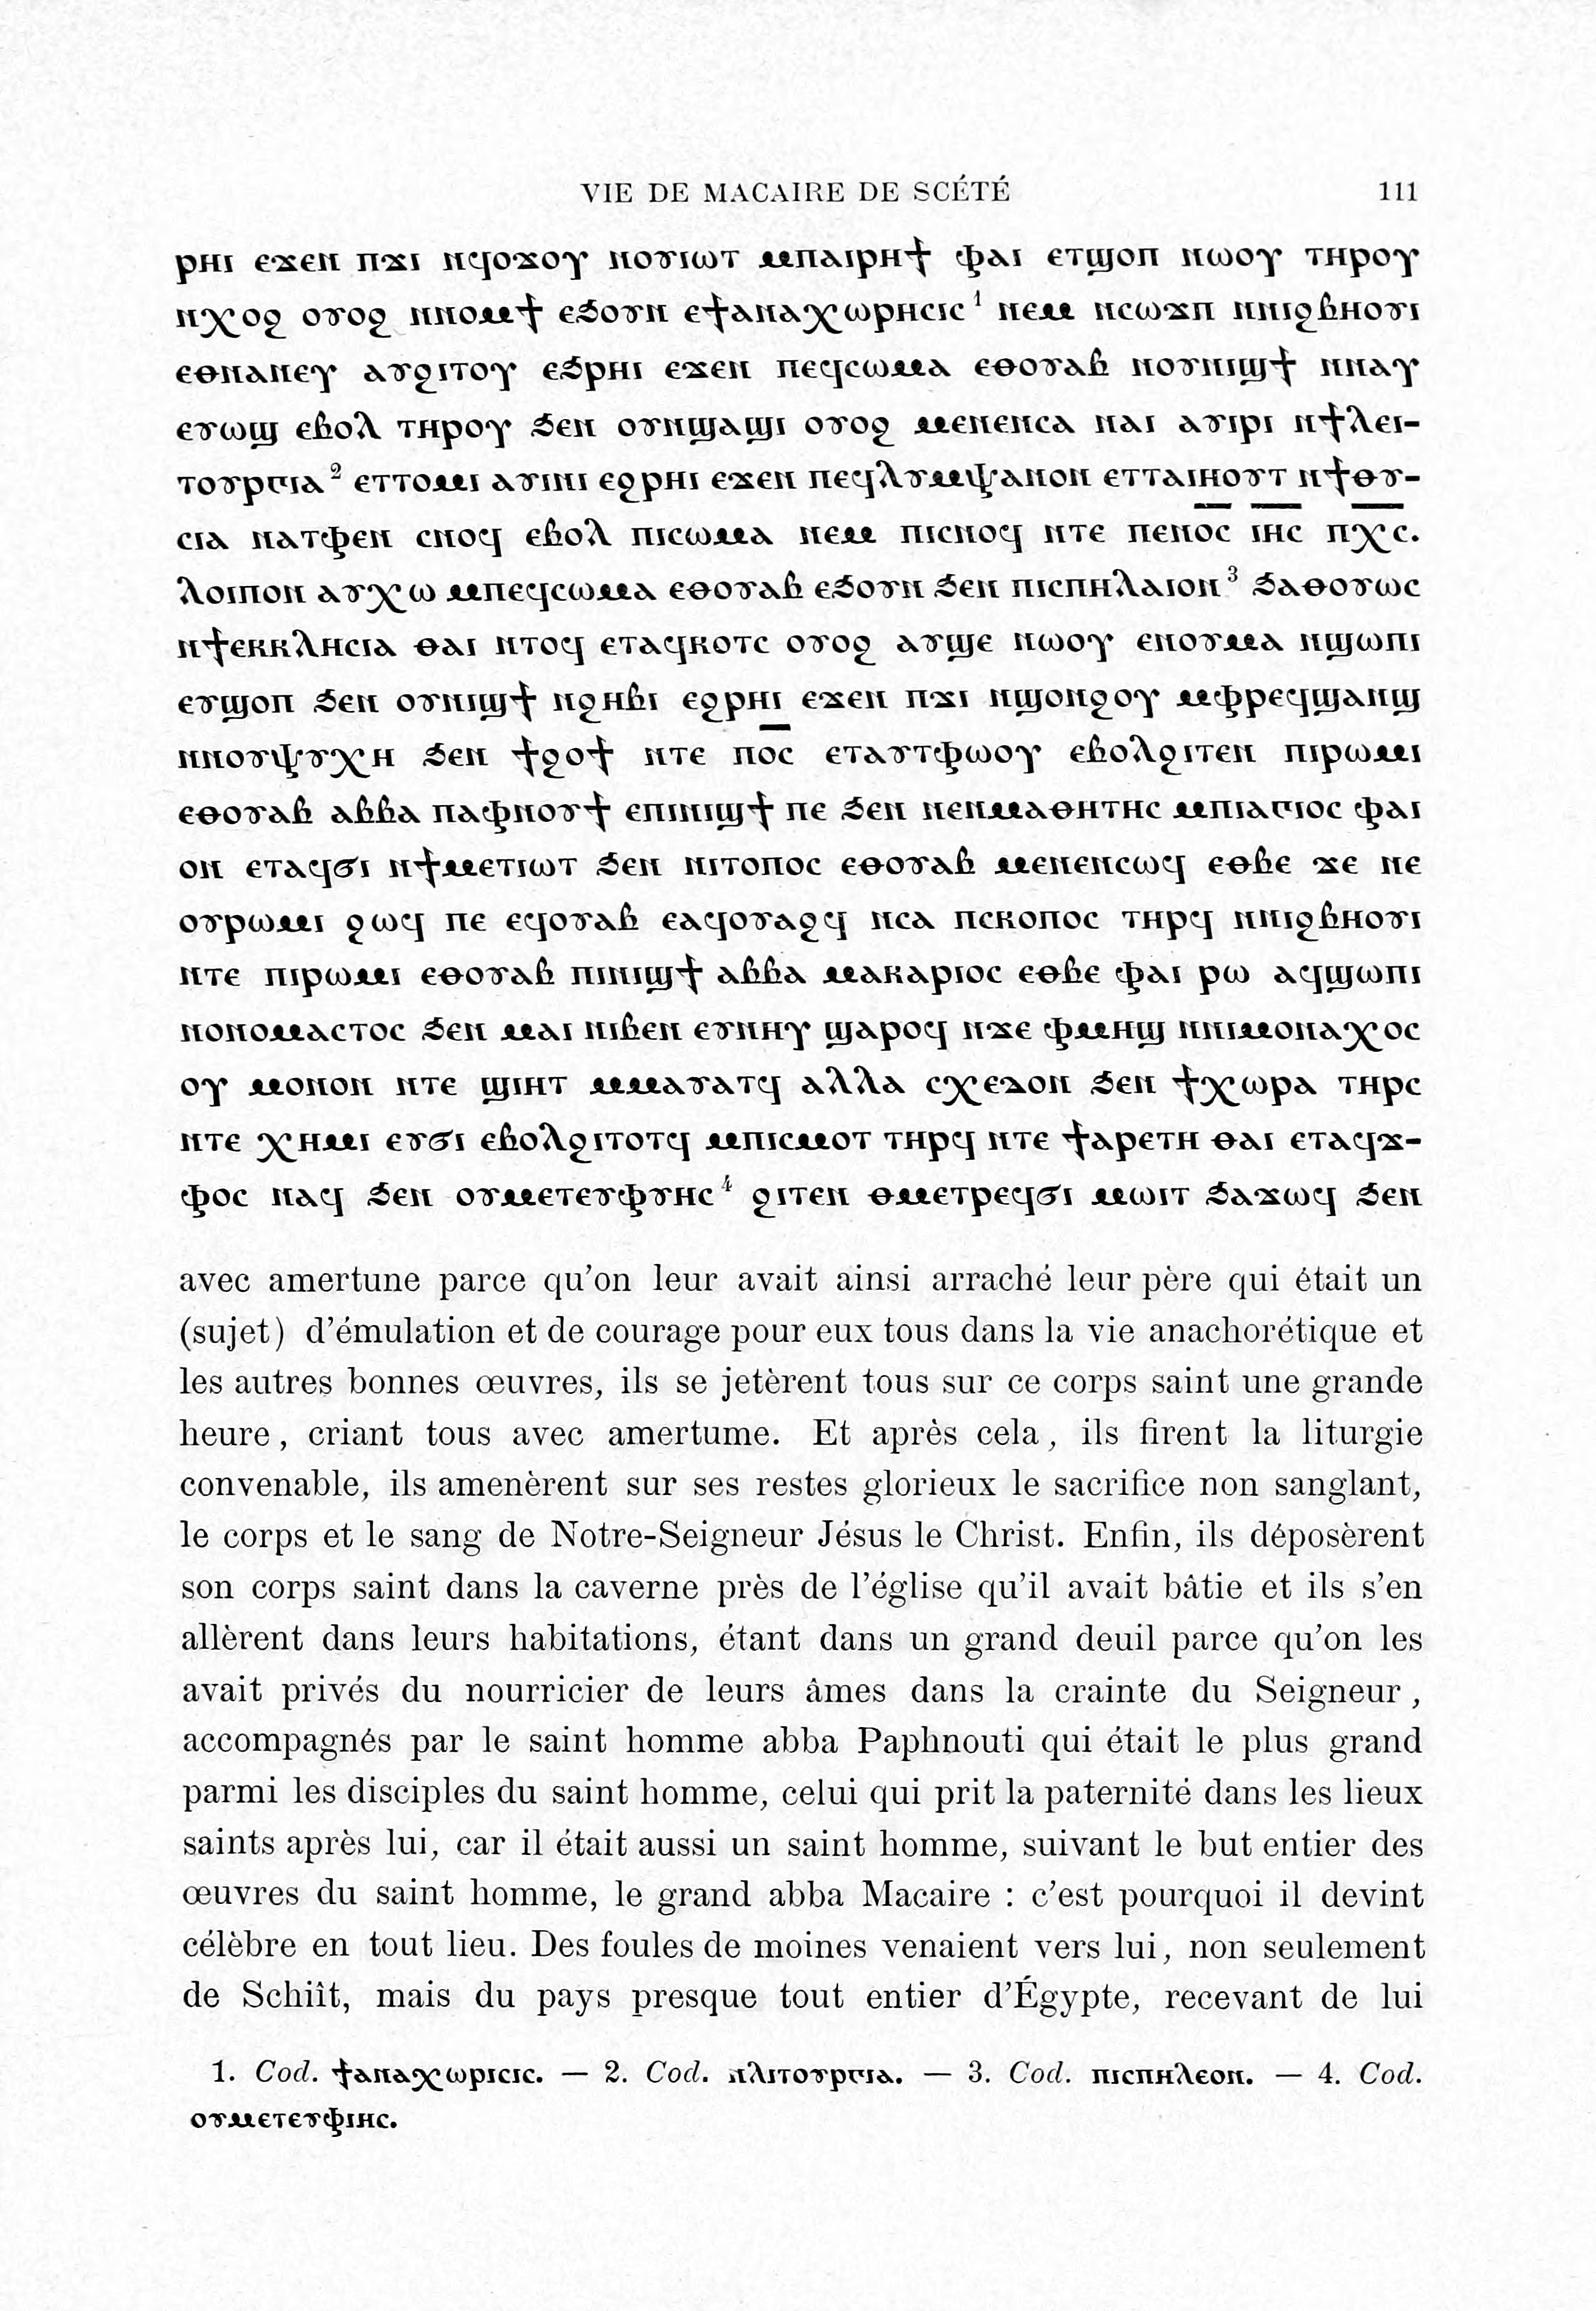 VIE DE MACAIRE DE SCÉTÉ 111
ⲣⲏⲓ ⲉϫⲉⲛ ⲡϫⲓ ⲛϥⲟϫⲟⲩ ⲛⲟⲩⲓⲱⲧ ⲙⲡⲁⲓⲣⲏϯ ⲫⲁⲓ ⲉⲧϣⲟⲡ ⲛⲱⲟⲩ ⲧⲏⲣⲟⲩ
ⲛⲭⲟϩ ⲟⲩⲟϩ ⲛⲛⲟⲙϯ ⲉϧⲟⲩⲛ ⲉϯⲁⲛⲁⲭⲱⲣⲏⲥⲓⲥ¹ ⲛⲉⲙ ⲛⲥⲱϫⲡ ⲛⲛⲓϩⲃⲏⲟⲩⲓ
ⲉⲑⲛⲁⲛⲉⲩ ⲁⲩϩⲓⲧⲟⲩ ⲉϧⲣⲏⲓ ⲉϫⲉⲛ ⲡⲉϥⲥⲱⲙⲁ ⲉⲑⲟⲩⲁⲃ ⲛⲟⲩⲛⲓϣϯ ⲛⲛⲁⲩ
ⲉⲩⲱϣ ⲉⲃⲟⲗ ⲧⲏⲣⲟⲩ ϧⲉⲛ ⲟⲩⲛϣⲁϣⲓ ⲟⲩⲟϩ ⲙⲉⲛⲉⲛⲥⲁ ⲛⲁⲓ ⲁⲩⲓⲣⲓ ⲛϯⲗⲉⲓ-
ⲧⲟⲩⲣⲅⲓⲁ² ⲉⲧⲧⲟⲙⲓ ⲁⲩⲓⲛⲓ ⲉϩⲣⲏⲓ ⲉϫⲉⲛ ⲡⲉϥⲗⲩⲙⲯⲁⲛⲟⲛ ⲉⲧⲧⲁⲓⲏⲟⲩⲧ ⲛϯⲑⲩ-
ⲥⲓⲁ ⲛⲁⲧⲫⲉⲛ ⲥⲛⲟϥ ⲉⲃⲟⲗ ⲡⲓⲥⲱⲙⲁ ⲛⲉⲙ ⲡⲓⲥⲛⲟϥ ⲛⲧⲉ ⲡⲉⲛⲟ̅ⲥ̅ ⲓ̅ⲏ̅ⲥ̅ ⲡⲭ̅ⲥ̅.
ⲗⲟⲓⲡⲟⲛ ⲁⲩⲭⲱ ⲙⲡⲉϥⲥⲱⲙⲁ ⲉⲑⲟⲩⲁⲃ ⲉϧⲟⲩⲛ ϧⲉⲛ ⲡⲓⲥⲡⲏⲗⲁⲓⲟⲛ³ ϧⲁⲑⲟⲩⲱⲥ
ⲛϯⲉⲕⲕⲗⲏⲥⲓⲁ ⲑⲁⲓ ⲛⲧⲟϥ ⲉⲧⲁϥⲕⲟⲧⲥ ⲟⲩⲟϩ ⲁⲩϣⲉ ⲛⲱⲟⲩ ⲉⲛⲟⲩⲙⲁ ⲛϣⲱⲡⲓ
ⲉⲩϣⲟⲡ ϧⲉⲛ ⲟⲩⲛⲓϣϯ ⲛϩⲏⲃⲓ ⲉϩⲣⲏⲓ ⲉϫⲉⲛ ⲡϫⲓ ⲛϣⲟⲛϩⲟⲩ ⲙⲫⲣⲉϥϣⲁⲛϣ
ⲛⲛⲟⲩⲯⲩⲭⲏ ϧⲉⲛ ϯϩⲟϯ ⲛⲧⲉ ⲡⲟ̅ⲥ̅ ⲉⲧⲁⲩⲧⲫⲱⲟⲩ ⲉⲃⲟⲗϩⲓⲧⲉⲛ ⲡⲓⲣⲱⲙⲓ
ⲉⲑⲟⲩⲁⲃ ⲁⲃⲃⲁ ⲡⲁⲫⲛⲟⲩϯ ⲉⲡⲓⲛⲓϣϯ ⲡⲉ ϧⲉⲛ ⲛⲉⲛⲙⲁⲑⲏⲧⲏⲥ ⲙⲡⲓⲁⲅⲓⲟⲥ ⲫⲁⲓ
ⲟⲛ ⲉⲧⲁϥϭⲓ ⲛϯⲙⲉⲧⲓⲱⲧ ϧⲉⲛ ⲛⲓⲧⲟⲡⲟⲥ ⲉⲑⲟⲩⲁⲃ ⲙⲉⲛⲉⲛⲥⲱϥ ⲉⲑⲃⲉ ϫⲉ ⲛⲉ
ⲟⲩⲣⲱⲙⲓ ϩⲱϥ ⲡⲉ ⲉϥⲟⲩⲁⲃ ⲉⲁϥⲟⲩⲁϩϥ ⲛⲥⲁ ⲡⲥⲕⲟⲡⲟⲥ ⲧⲏⲣϥ ⲛⲛⲓϩⲃⲏⲟⲩⲓ
ⲛⲧⲉ ⲡⲓⲣⲱⲙⲓ ⲉⲑⲟⲩⲁⲃ ⲡⲓⲛⲓϣϯ ⲁⲃⲃⲁ ⲙⲁⲕⲁⲣⲓⲟⲥ ⲉⲑⲃⲉ ⲫⲁⲓ ⲣⲱ ⲁϥϣⲱⲡⲓ
ⲛⲟⲛⲟⲙⲁⲥⲧⲟⲥ ϧⲉⲛ ⲙⲁⲓ ⲛⲓⲃⲉⲛ ⲉⲩⲛⲏⲩ ϣⲁⲣⲟϥ ⲛϫⲉ ⲫⲙⲏϣ ⲛⲛⲓⲙⲟⲛⲁⲭⲟⲥ
ⲟⲩ ⲙⲟⲛⲟⲛ ⲛⲧⲉ ϣⲓⲏⲧ ⲙⲙⲁⲩⲁⲧϥ ⲁⲗⲗⲁ ⲥⲭⲉⲇⲟⲛ ϧⲉⲛ ϯⲭⲱⲣⲁ ⲧⲏⲣⲥ
ⲛⲧⲉ ⲭⲏⲙⲓ ⲉⲩϭⲓ ⲉⲃⲟⲗϩⲓⲧⲟⲧϥ ⲙⲡⲓⲥⲙⲟⲧ ⲧⲏⲣϥ ⲛⲧⲉ ϯⲁⲣⲉⲧⲏ ⲑⲁⲓ ⲉⲧⲁϥϫ-
ⲫⲟⲥ ⲛⲁϥ ϧⲉⲛ ⲟⲩⲙⲉⲧⲉⲩⲫⲩⲏⲥ⁴ ϩⲓⲧⲉⲛ ⲑⲙⲉⲧⲣⲉϥϭⲓ ⲙⲱⲓⲧ ϧⲁϫⲱϥ ϧⲉⲛ
avec amertune parce qu'on leur avait ainsi arraché leur père qui était un
(sujet) d'émulation et de courage pour eux tous dans la vie anachorétique et
les autres bonnes œuvres, ils se jetèrent tous sur ce corps saint une grande
heure, criant tous avec amertume. Et après cela, ils firent la liturgie
convenable, ils amenèrent sur ses restes glorieux le sacrifice non sanglant,
le corps et le sang de Notre-Seigneur Jésus le Christ. Enfin, ils déposèrent
son corps saint dans la caverne près de l'église qu'il avait bâtie et ils s'en
allèrent dans leurs habitations, étant dans un grand deuil parce qu'on les
avait privés du nourricier de leurs âmes dans la crainte du Seigneur,
accompagnés par le saint homme abba Paphnouti qui était le plus grand
parmi les disciples du saint homme, celui qui prit la paternité dans les lieux
saints après lui, car il était aussi un saint homme, suivant le but entier des
œuvres du saint homme, le grand abba Macaire : c'est pourquoi il devint
célèbre en tout lieu. Des foules de moines venaient vers lui, non seulement
de Schiît, mais du pays presque tout entier d'Égypte, recevant de lui
1. Cod. ϯⲁⲛⲁⲭⲱⲣⲓⲥⲓⲥ. — 2. Cod. ⲛⲗⲓⲧⲟⲩⲣⲅⲓⲁ. — 3. Cod. ⲡⲓⲥⲡⲏⲗⲉⲟⲛ. — 4. Cod.
ⲟⲩⲙⲉⲧⲉⲩⲫⲓⲏⲥ.